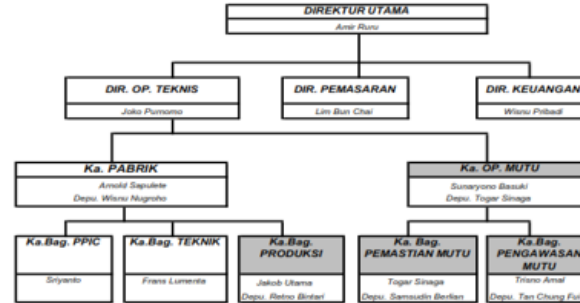 DIREKTUR UTAMA
Amir Ruru
DIR. OP. TEKNIS
Joko Purnomo
DIR. PEMASARAN
Lim Bun Chai
DIR. KEUANGAN
Wisnu Pribadi
Ka. PABRIK
Arnold Sapulete
Depu. Wisnu Nugroho
Ka. OP. MUTU
Sunaryono Basuki
Depu. Togar Sinaga
Ka.Bag. PPIC
Sriyanto
Ka.Bag. TEKNIK
Frans Lumenta
Ka.Bag.
PRODUKSI
Jakob Utama
Depu. Retno Bintari
Ka. Bag.
PEMASTIAN MUTU
Togar Sinaga
Depu. Samsudin Berlian
Ka.Bag.
PENGAWASAN
MUTU
Trisno Amal
Depu. Tan Chung